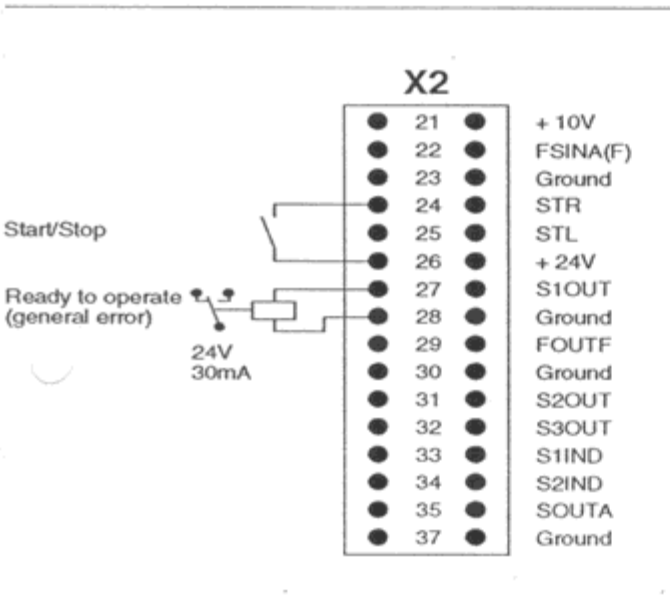 X2
21 + 10V
22 FSINA(F)
23 Ground
24 STR
Start/Stop
25 STL
26 + 24V
27 S1OUT
Ready to operate
(general error)
28 Ground
24V
30mA
29 FOUTF
30 Ground
31 S2OUT
32 S3OUT
33 S1IND
34 S2IND
35 SOUTA
37 Ground